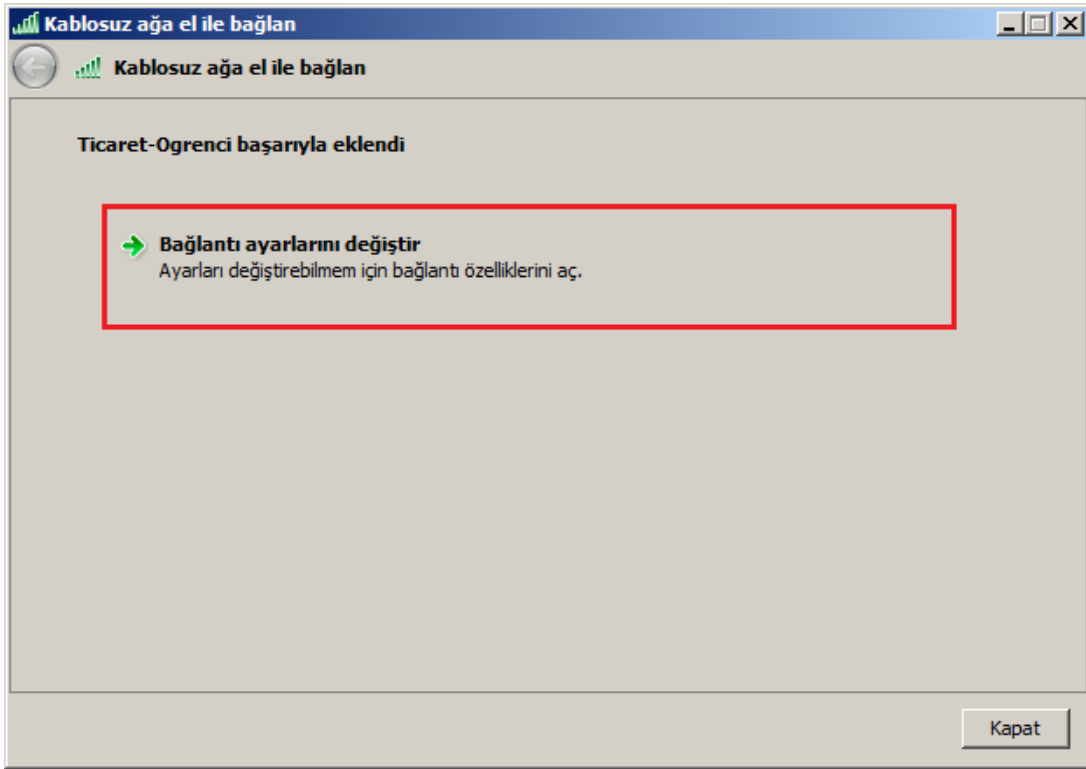 Kablosuz ağa el ile bağlan
Kablosuz ağa el ile bağlan
Ticaret-Ogrenci başarıyla eklendi
Bağlantı ayarlarını değiştir
Ayarları değiştirebilmem için bağlantı özelliklerini aç.
Kapat